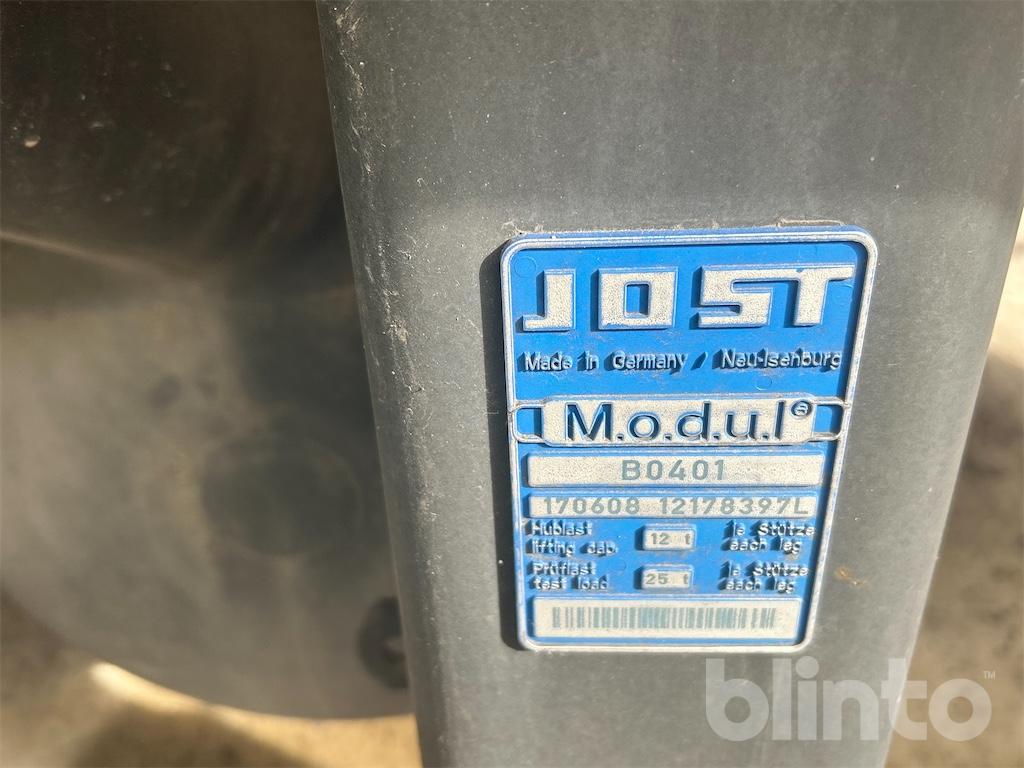 JOST
Made in Germany / Neu-Isenburg
M.o.d.u.l®
B0401
170608 12178397L
Hublast 12 t je Stütze
lifting cap. each leg
Prüflast 25 t je Stütze
test load each leg
blinto™